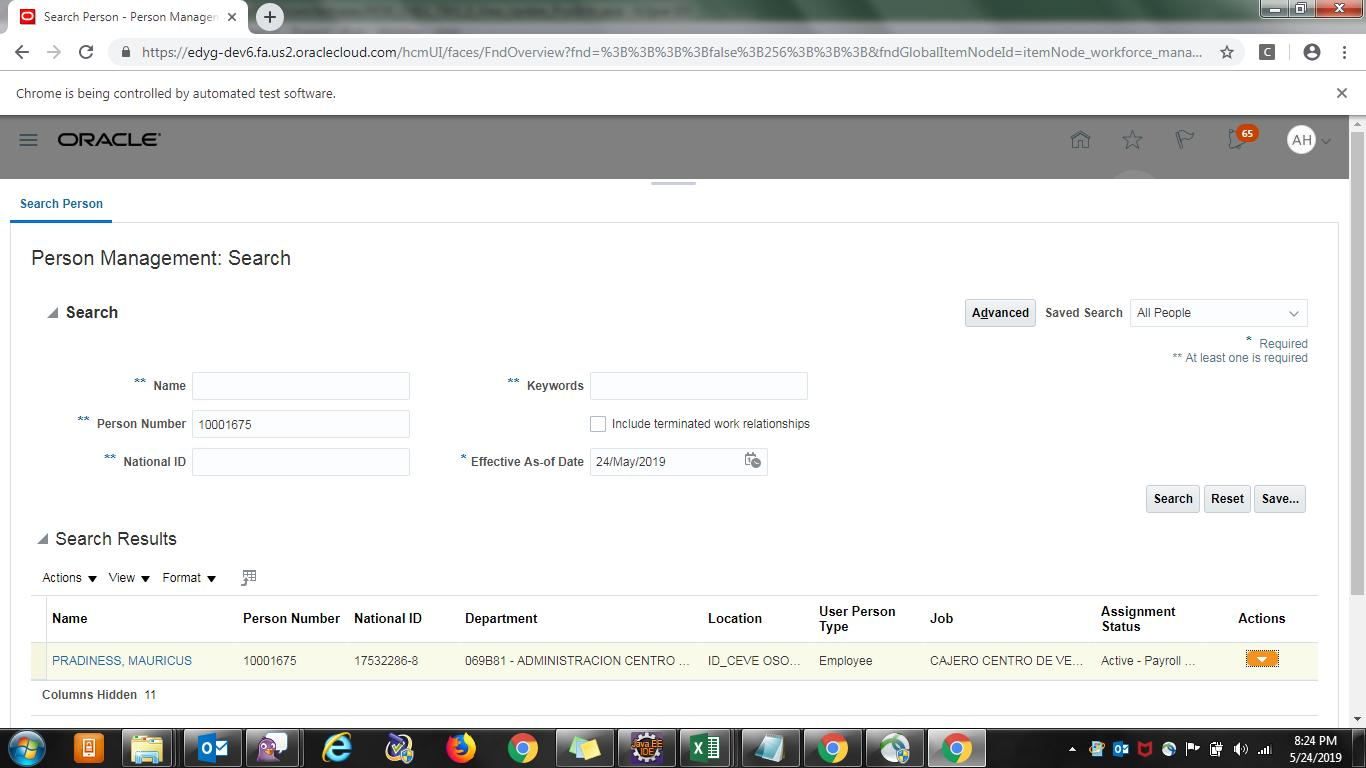 Search Person - Person Managem
https://edyg-dev6.fa.us2.oraclecloud.com/hcmUI/faces/FndOverview?fnd=%3B%3B%3B%3Bfalse%3B256%3B%3B%3B&fndGlobalItemNodeId=itemNode_workforce_mana...
Chrome is being controlled by automated test software.
ORACLE
65
AH
Search Person
Person Management: Search
Search
Advanced Saved Search All People
* Required
** At least one is required
** Name
** Keywords
** Person Number 10001675
Include terminated work relationships
** National ID
* Effective As-of Date 24/May/2019
Search Reset Save...
Search Results
Actions View Format
Name Person Number National ID Department Location User Person Type Job Assignment Status Actions
PRADINESS, MAURICUS 10001675 17532286-8 069B81 - ADMINISTRACION CENTRO ... ID_CEVE OSO... Employee CAJERO CENTRO DE VE... Active - Payroll ...
Columns Hidden 11
Java EE
IDE
8:24 PM
5/24/2019